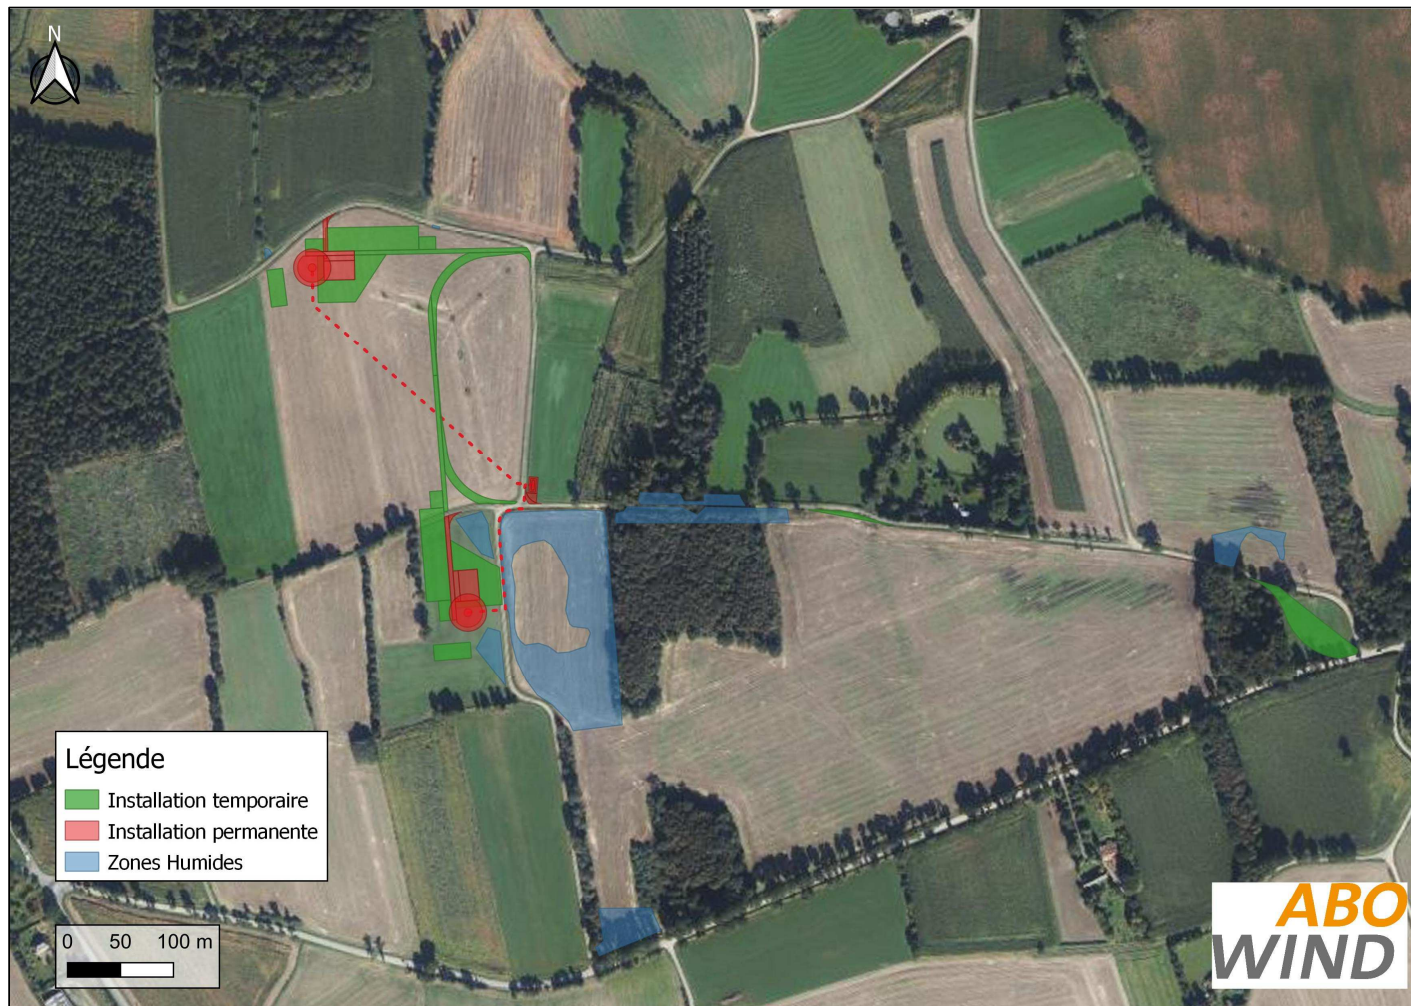 N
Légende
Installation temporaire
Installation permanente
Zones Humides
0 50 100 m
ABO
WIND